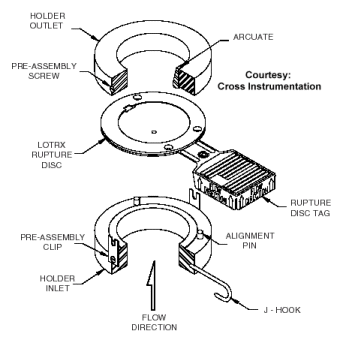 HOLDER
OUTLET
ARCUATE
PRE-ASSEMBLY
SCREW
Courtesy:
Cross Instrumentation
LOTRX
RUPTURE
DISC
RUPTURE
DISC TAG
PRE-ASSEMBLY
CLIP
ALIGNMENT
PIN
HOLDER
INLET
J - HOOK
FLOW
DIRECTION